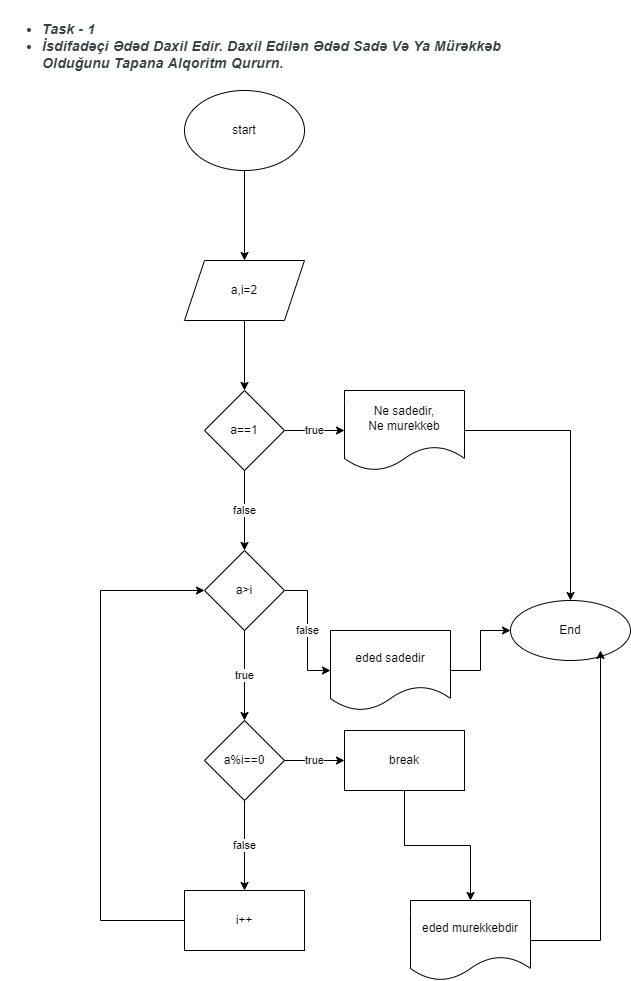 Task - 1
İsdifadəçi Ədəd Daxil Edir. Daxil Edilən Ədəd Sadə Və Ya Mürəkkəb
Olduğunu Tapana Alqoritm Qururn.
start
a,i=2
a==1
true
Ne sadedir,
Ne murekkeb
false
a>i
false
eded sadedir
End
true
a%i==0
true
break
false
i++
eded murekkebdir